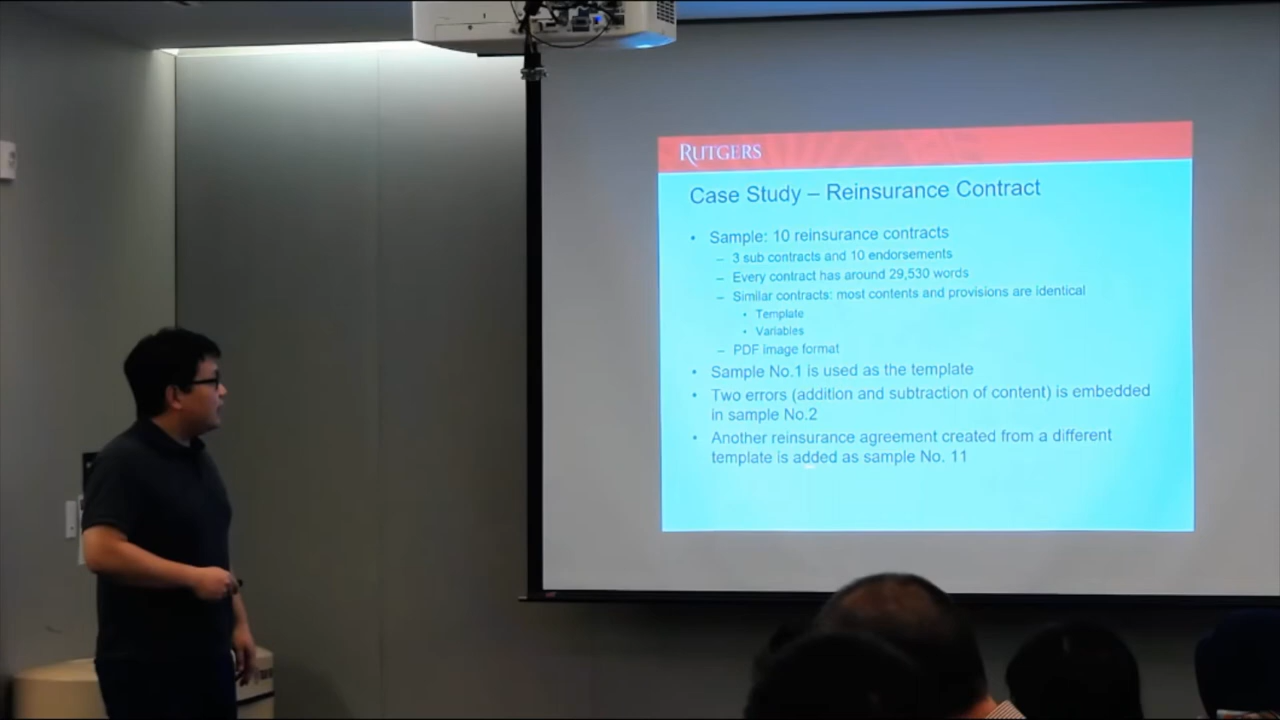 RUTGERS
Case Study – Reinsurance Contract
• Sample: 10 reinsurance contracts
– 3 sub contracts and 10 endorsements
– Every contract has around 29,530 words
– Similar contracts: most contents and provisions are identical
• Template
• Variables
– PDF image format
• Sample No.1 is used as the template
• Two errors (addition and subtraction of content) is embedded
in sample No.2
• Another reinsurance agreement created from a different
template is added as sample No. 11